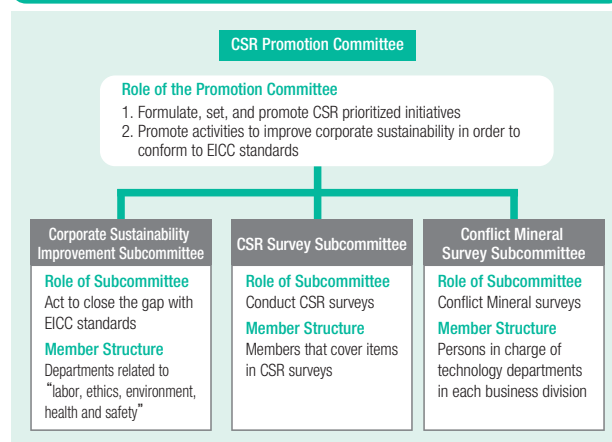 CSR Promotion Committee
Role of the Promotion Committee
1. Formulate, set, and promote CSR prioritized initiatives
2. Promote activities to improve corporate sustainability in order to
conform to EICC standards
Corporate Sustainability
Improvement Subcommittee
Role of Subcommittee
Act to close the gap with
EICC standards
Member Structure
Departments related to
“labor, ethics, environment,
health and safety”
CSR Survey Subcommittee
Role of Subcommittee
Conduct CSR surveys
Member Structure
Members that cover items
in CSR surveys
Conflict Mineral
Survey Subcommittee
Role of Subcommittee
Conflict Mineral surveys
Member Structure
Persons in charge of
technology departments
in each business division